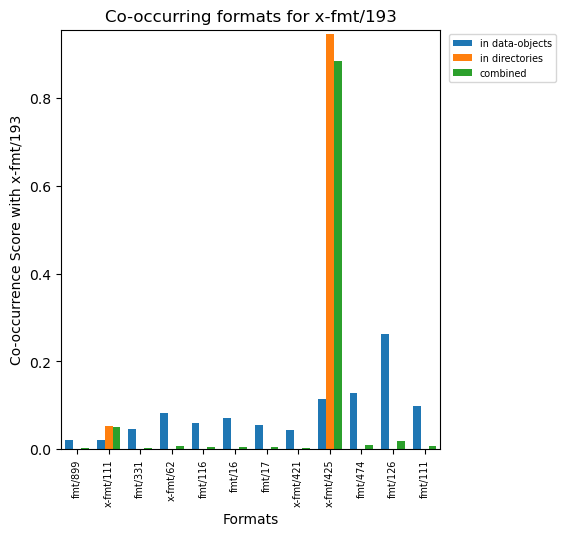 Co-occurring formats for x-fmt/193
in data-objects
in directories
combined
Co-occurrence Score with x-fmt/193
0.8
0.6
0.4
0.2
0.0
fmt/899
x-fmt/111
fmt/331
x-fmt/62
fmt/116
fmt/16
fmt/17
x-fmt/421
x-fmt/425
fmt/474
fmt/126
fmt/111
Formats